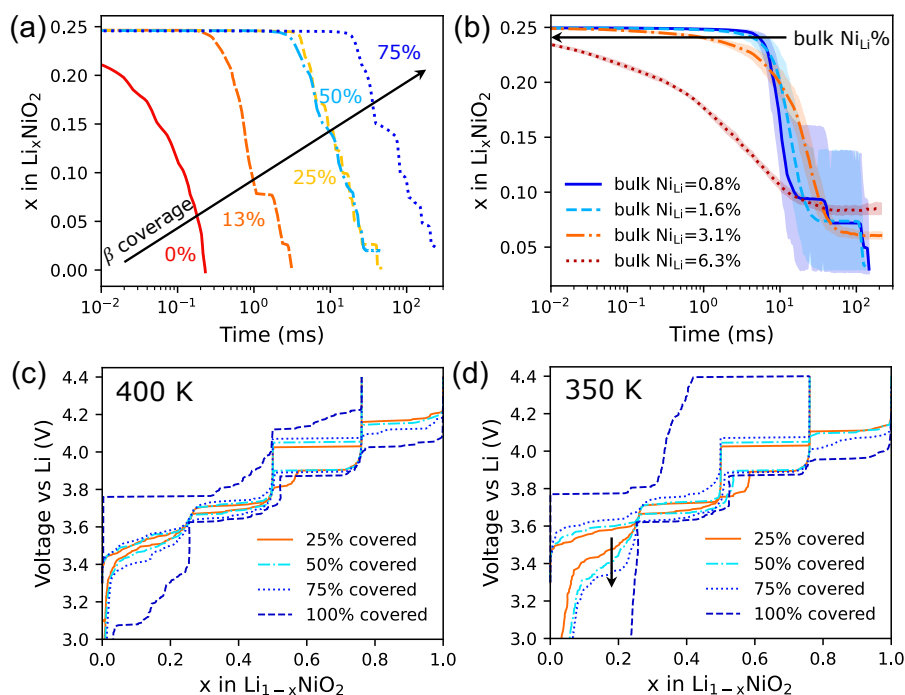 (a)
x in LiₓNiO₂
0.25
0.20
0.15
0.10
0.05
0.00
75%
50%
25%
13%
0%
β coverage
10⁻² 10⁻¹ 10⁰ 10¹ 10²
Time (ms)
(b)
x in LiₓNiO₂
0.25
0.20
0.15
0.10
0.05
bulk Ni_Li%
bulk Ni_Li=0.8%
bulk Ni_Li=1.6%
bulk Ni_Li=3.1%
bulk Ni_Li=6.3%
10⁻² 10⁻¹ 10⁰ 10¹ 10²
Time (ms)
(c)
400 K
Voltage vs Li (V)
4.4
4.2
4.0
3.8
3.6
3.4
3.2
3.0
25% covered
50% covered
75% covered
100% covered
0.0 0.2 0.4 0.6 0.8 1.0
x in Li₁₋ₓNiO₂
(d)
350 K
Voltage vs Li (V)
4.4
4.2
4.0
3.8
3.6
3.4
3.2
3.0
25% covered
50% covered
75% covered
100% covered
0.0 0.2 0.4 0.6 0.8 1.0
x in Li₁₋ₓNiO₂